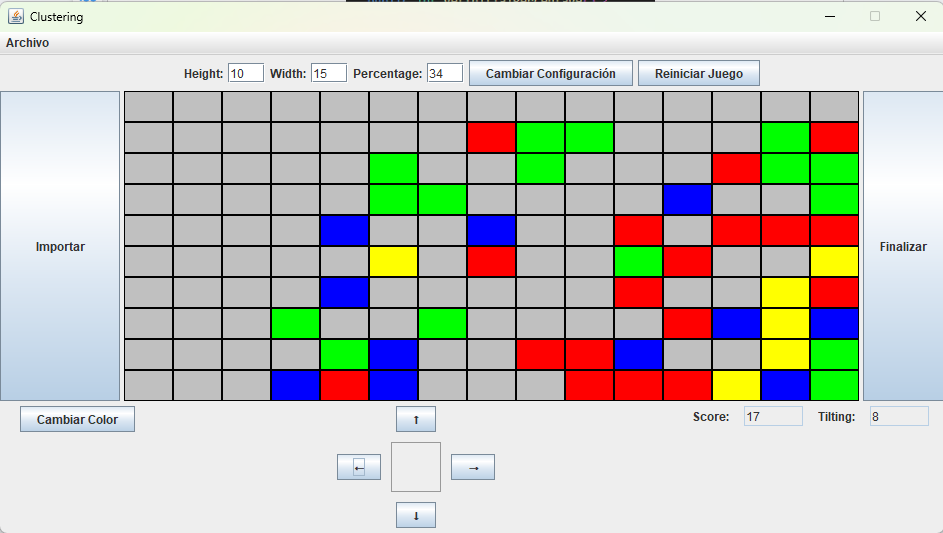 Clustering
Archivo
Height: 10 Width: 15 Percentage: 34 Cambiar Configuración Reiniciar Juego
Importar
Finalizar
Cambiar Color ↑ Score: 17 Tilting: 8
← →
↓